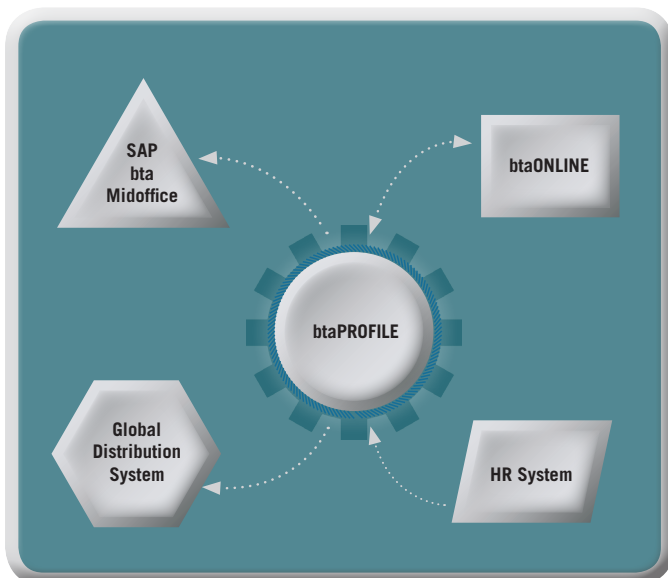 SAP
bta
Midoffice
btaONLINE
btaPROFILE
Global
Distribution
System
HR System